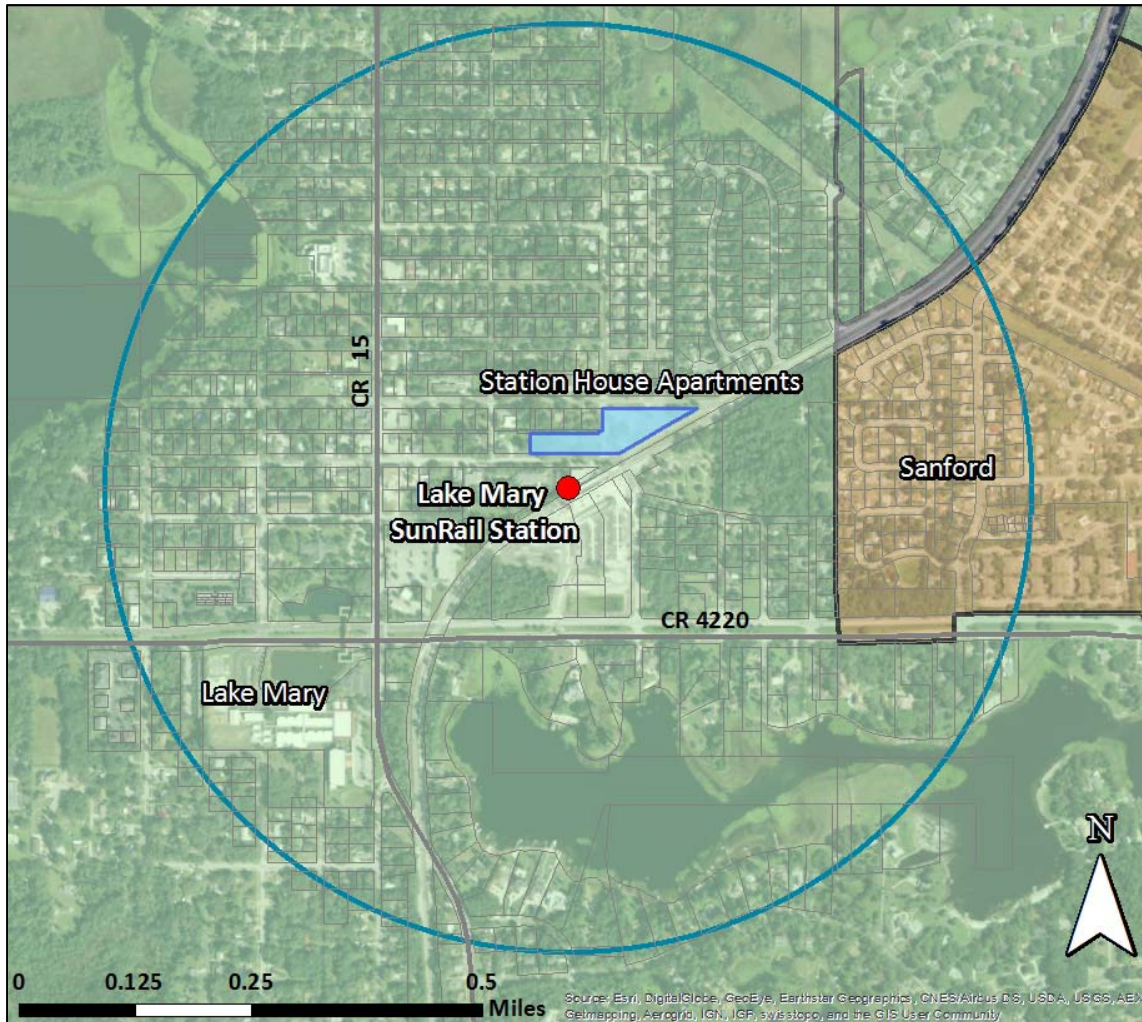 CR 15
Station House Apartments
Sanford
Lake Mary
SunRail Station
CR 4220
Lake Mary
N
0 0.125 0.25 0.5
Miles
Source: Esri, DigitalGlobe, GeoEye, Earthstar Geographics, CNES/Airbus DS, USDA, USGS, AEX,
Getmapping, Aerogrid, IGN, IGP, swisstopo, and the GIS User Community